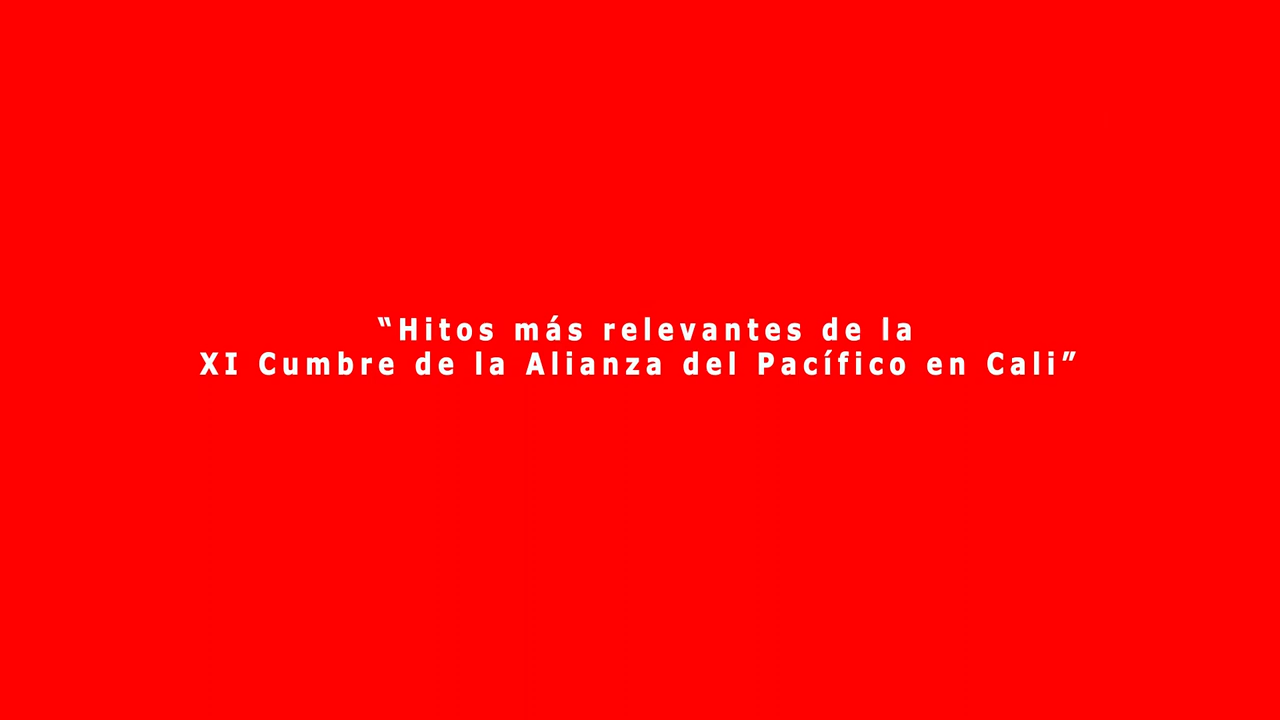 “Hitos más relevantes de la
XI Cumbre de la Alianza del Pacífico en Cali”